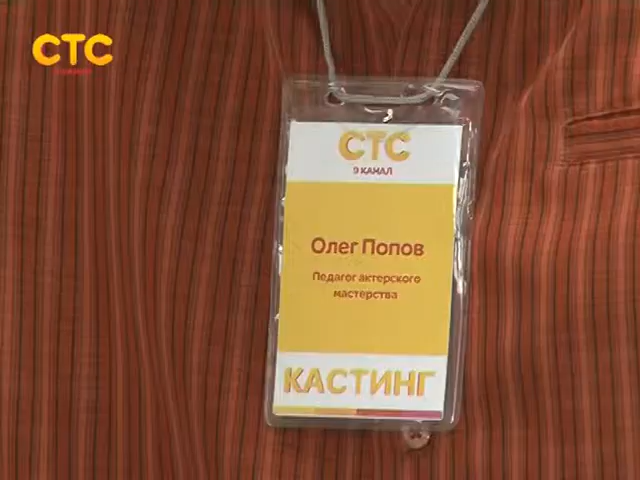 СТС
СТС
9 КАНАЛ
Олег Попов
Педагог актерского
мастерства
КАСТИНГ